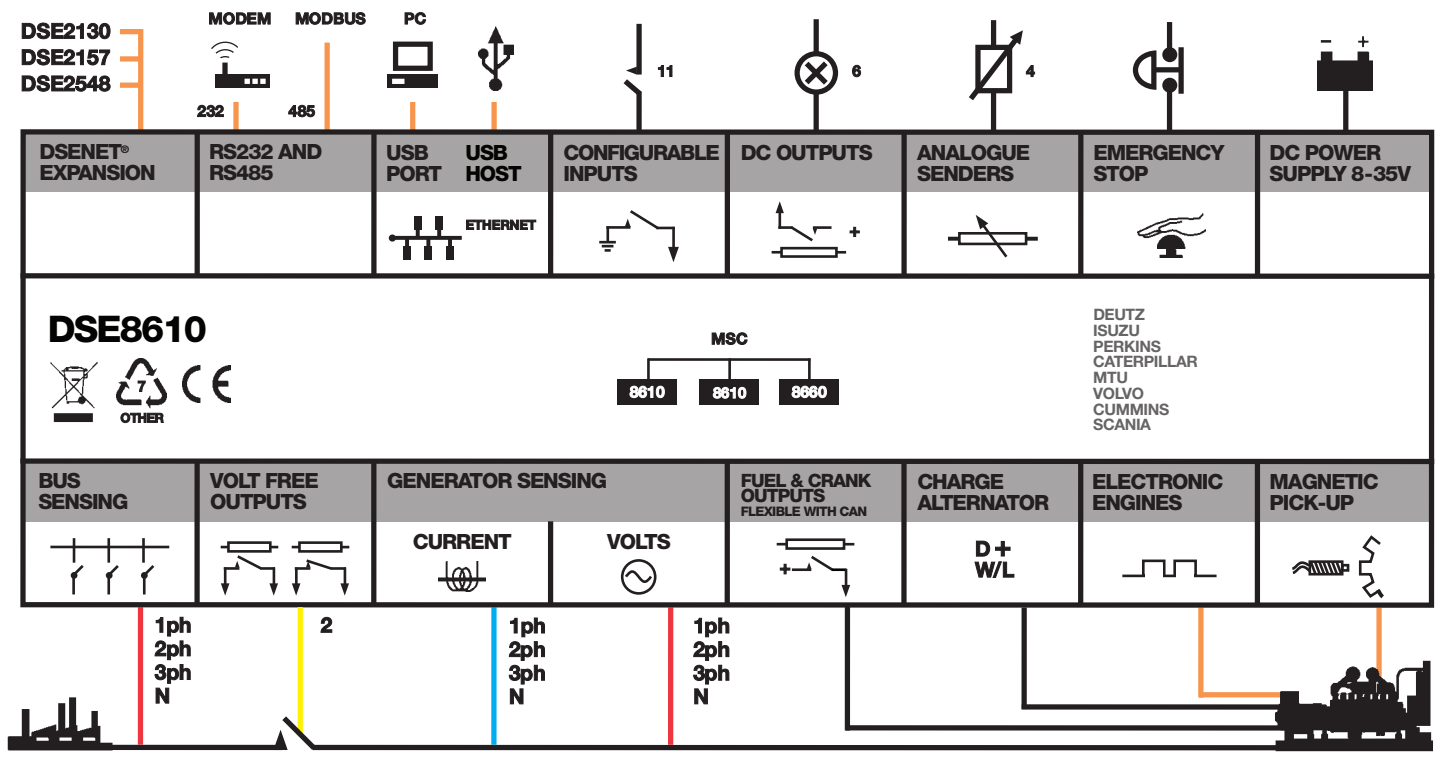 DSE2130
DSE2157
DSE2548
MODEM
232
MODBUS
485
PC
11
6
4
- +
DSENET®
EXPANSION
RS232 AND
RS485
USB
PORT
USB
HOST
ETHERNET
CONFIGURABLE
INPUTS
DC OUTPUTS
+
ANALOGUE
SENDERS
EMERGENCY
STOP
DC POWER
SUPPLY 8-35V
DSE8610
7
OTHER
CE
MSC
8610 8610 8660
DEUTZ
ISUZU
PERKINS
CATERPILLAR
MTU
VOLVO
CUMMINS
SCANIA
BUS
SENSING
VOLT FREE
OUTPUTS
GENERATOR SENSING
CURRENT
VOLTS
FUEL & CRANK
OUTPUTS
FLEXIBLE WITH CAN
+
CHARGE
ALTERNATOR
D+
W/L
ELECTRONIC
ENGINES
MAGNETIC
PICK-UP
1ph
2ph
3ph
N
2
1ph
2ph
3ph
N
1ph
2ph
3ph
N